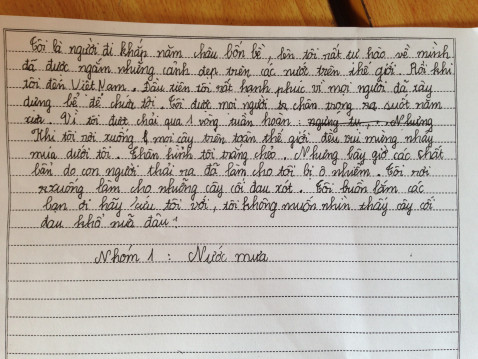 Tôi là người đi khắp năm châu bốn bể, nên tôi rất tự hào về mình
đã được ngắm những cảnh đẹp trên các nước trên thế giới. Rồi khi
tôi đến Việt Nam. Đầu tiên tôi rất hạnh phúc vì mọi người đã xây
dựng bể để chứa tôi. Tôi được mọi người ta chân trọng ra suốt năm
xưa. Vì tôi được chải qua 1 vòng tuần hoàn: ngưng tụ, ... Nhưng
Khi tôi rơi xuống mọi cây trên toàn thế giới đều vui mừng nhảy
múa dưới tôi. Thân hình tôi trắng chẻo. Nhưng bây giờ các chất
bẩn do con người thải ra đã làm cho tôi bị ô nhiễm. Tôi rơi
xuống làm cho những cây cối đau xót. Tôi buồn lắm các
bạn ơi hãy cứu tôi với, tôi không muốn nhìn thấy cây cối
đau khổ nữa đâu!
Nhóm 1: Nước mưa